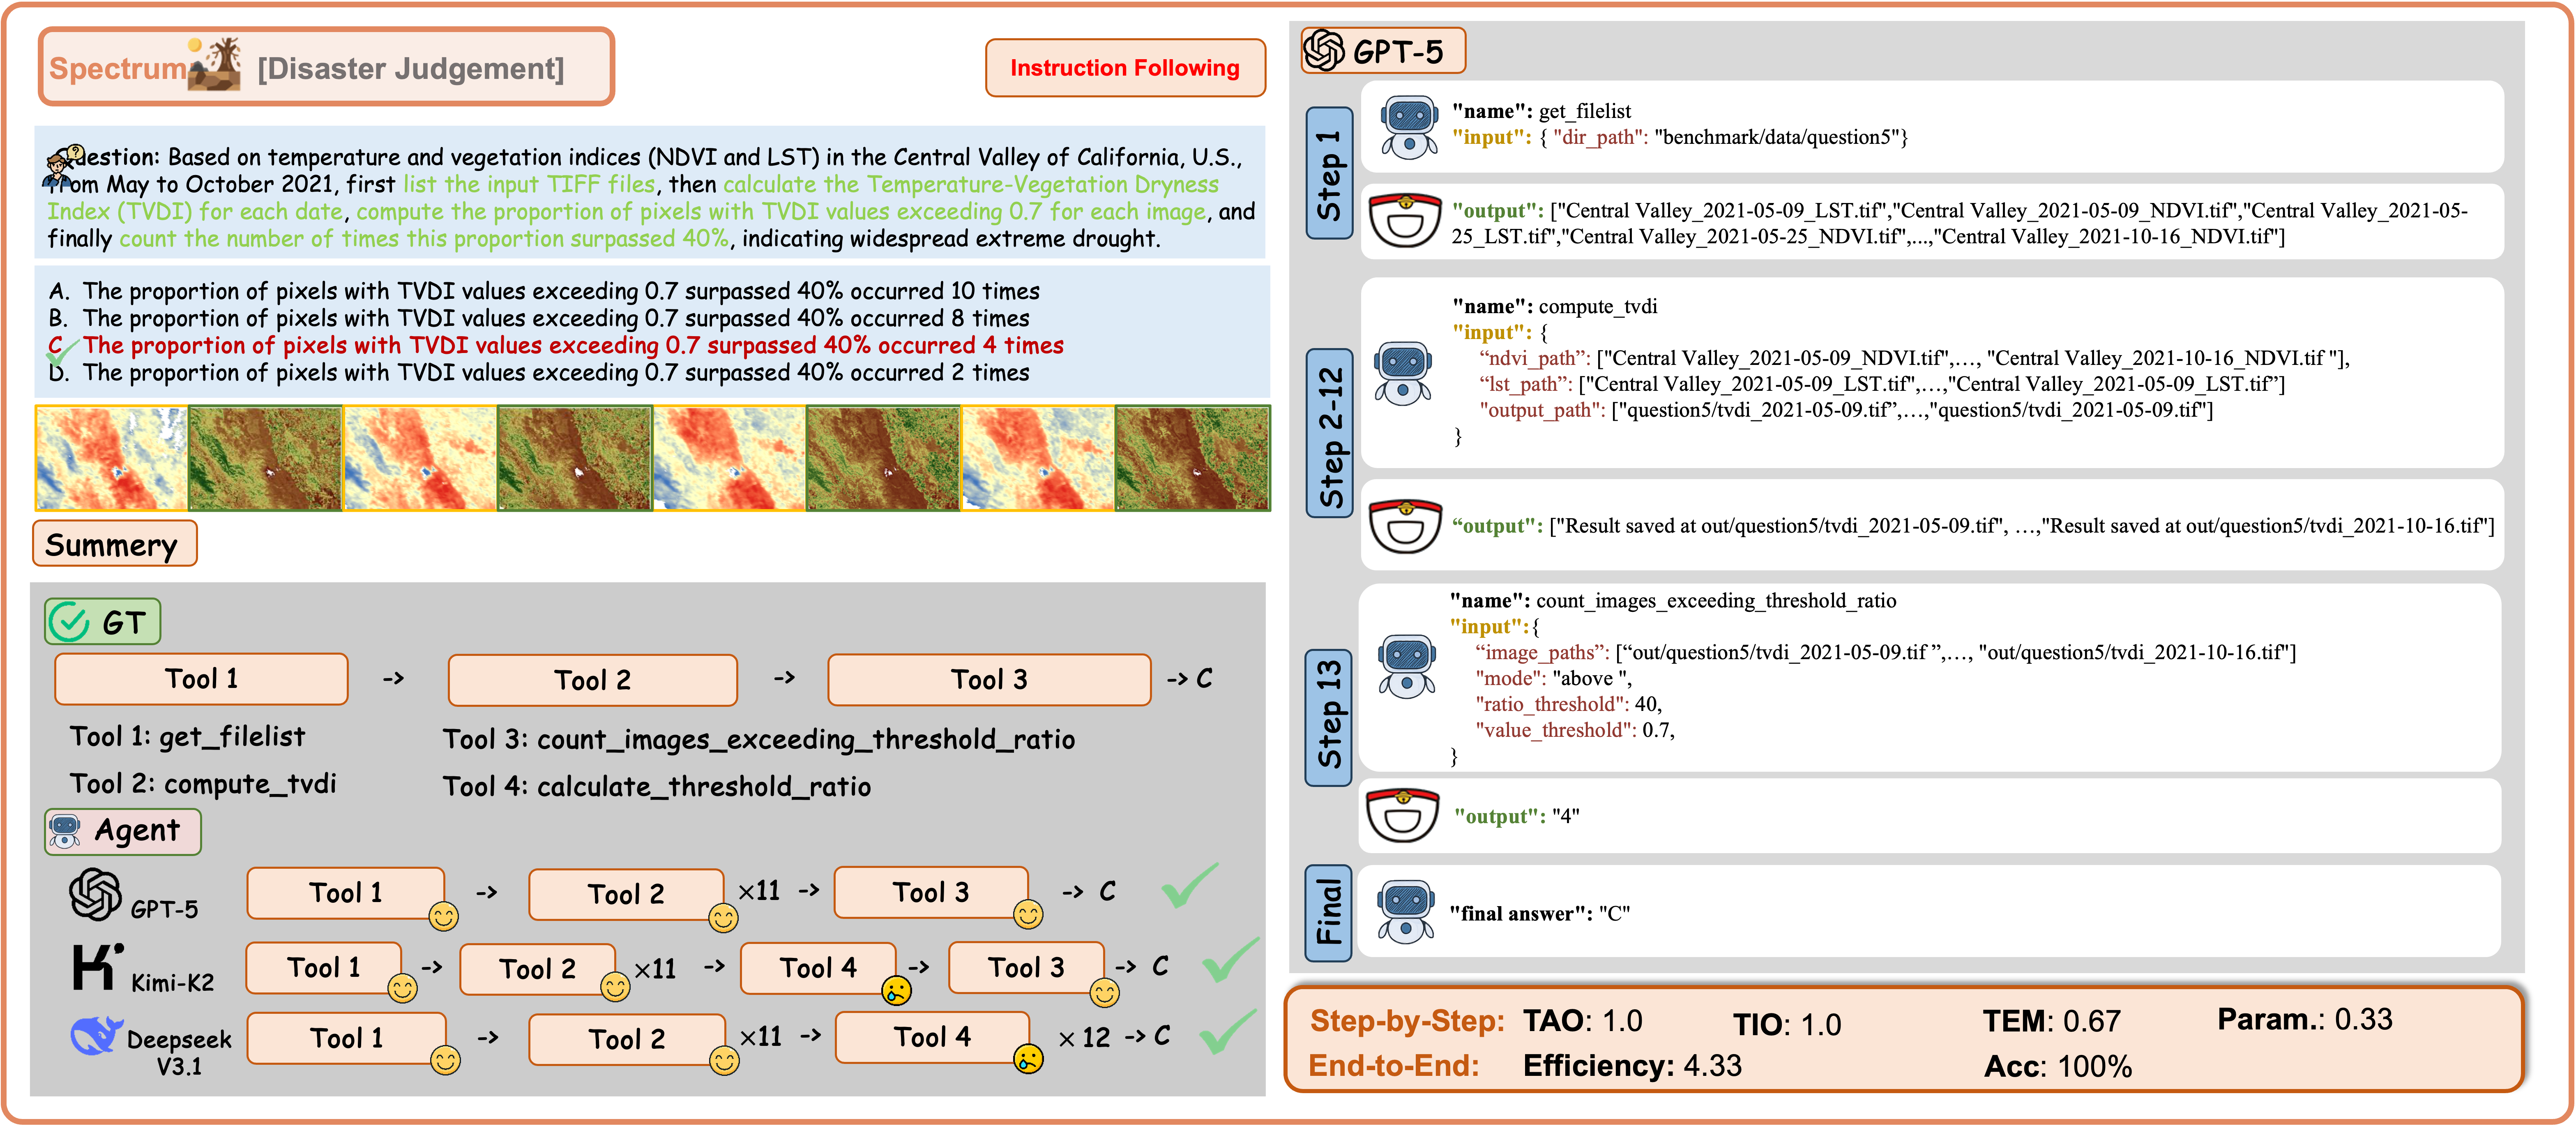 Spectrum [Disaster Judgement]
Instruction Following
estion: Based on temperature and vegetation indices (NDVI and LST) in the Central Valley of California, U.S.,
from May to October 2021, first list the input TIFF files, then calculate the Temperature-Vegetation Dryness
Index (TVDI) for each date, compute the proportion of pixels with TVDI values exceeding 0.7 for each image, and
finally count the number of times this proportion surpassed 40%, indicating widespread extreme drought.
A. The proportion of pixels with TVDI values exceeding 0.7 surpassed 40% occurred 10 times
B. The proportion of pixels with TVDI values exceeding 0.7 surpassed 40% occurred 8 times
C. The proportion of pixels with TVDI values exceeding 0.7 surpassed 40% occurred 4 times
D. The proportion of pixels with TVDI values exceeding 0.7 surpassed 40% occurred 2 times
Summery
GT
Tool 1 -> Tool 2 -> Tool 3 -> C
Tool 1: get_filelist
Tool 3: count_images_exceeding_threshold_ratio
Tool 2: compute_tvdi
Tool 4: calculate_threshold_ratio
Agent
GPT-5 Tool 1 -> Tool 2 ×11 -> Tool 3 -> C
Kimi-K2 Tool 1 -> Tool 2 ×11 -> Tool 4 -> Tool 3 -> C
Deepseek V3.1 Tool 1 -> Tool 2 ×11 -> Tool 4 × 12 -> C
GPT-5
Step 1
"name": get_filelist
"input": { "dir_path": "benchmark/data/question5"}
"output": ["Central Valley_2021-05-09_LST.tif","Central Valley_2021-05-09_NDVI.tif","Central Valley_2021-05-
25_LST.tif","Central Valley_2021-05-25_NDVI.tif",...,"Central Valley_2021-10-16_NDVI.tif"]
Step 2-12
"name": compute_tvdi
"input": {
“ndvi_path”: ["Central Valley_2021-05-09_NDVI.tif",…, "Central Valley_2021-10-16_NDVI.tif "],
“lst_path”: ["Central Valley_2021-05-09_LST.tif",…,"Central Valley_2021-05-09_LST.tif”]
"output_path": ["question5/tvdi_2021-05-09.tif”,…,"question5/tvdi_2021-05-09.tif"]
}
“output": ["Result saved at out/question5/tvdi_2021-05-09.tif", …,"Result saved at out/question5/tvdi_2021-10-16.tif"]
Step 13
"name": count_images_exceeding_threshold_ratio
"input":{
“image_paths”: [“out/question5/tvdi_2021-05-09.tif ”,…, "out/question5/tvdi_2021-10-16.tif"]
"mode": "above ",
"ratio_threshold": 40,
"value_threshold": 0.7,
}
"output": "4"
Final
"final answer": "C"
Step-by-Step: TAO: 1.0 TIO: 1.0 TEM: 0.67 Param.: 0.33
End-to-End: Efficiency: 4.33 Acc: 100%